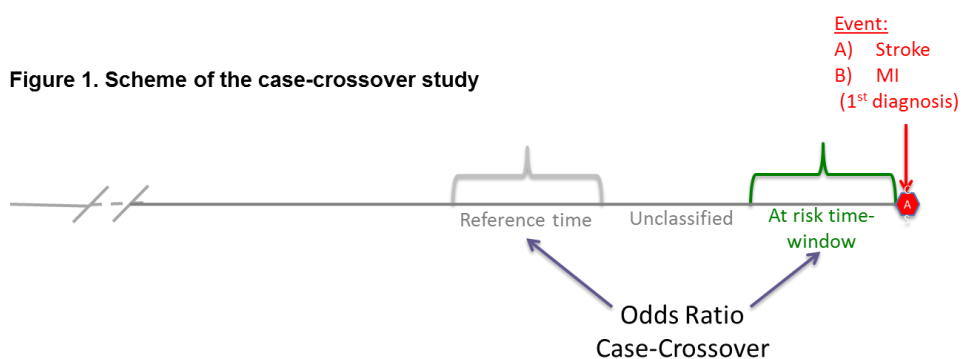 Event:
A) Stroke
B) MI
(1st diagnosis)
Figure 1. Scheme of the case-crossover study
Reference time
Unclassified
At risk time-
window
A
Odds Ratio
Case-Crossover